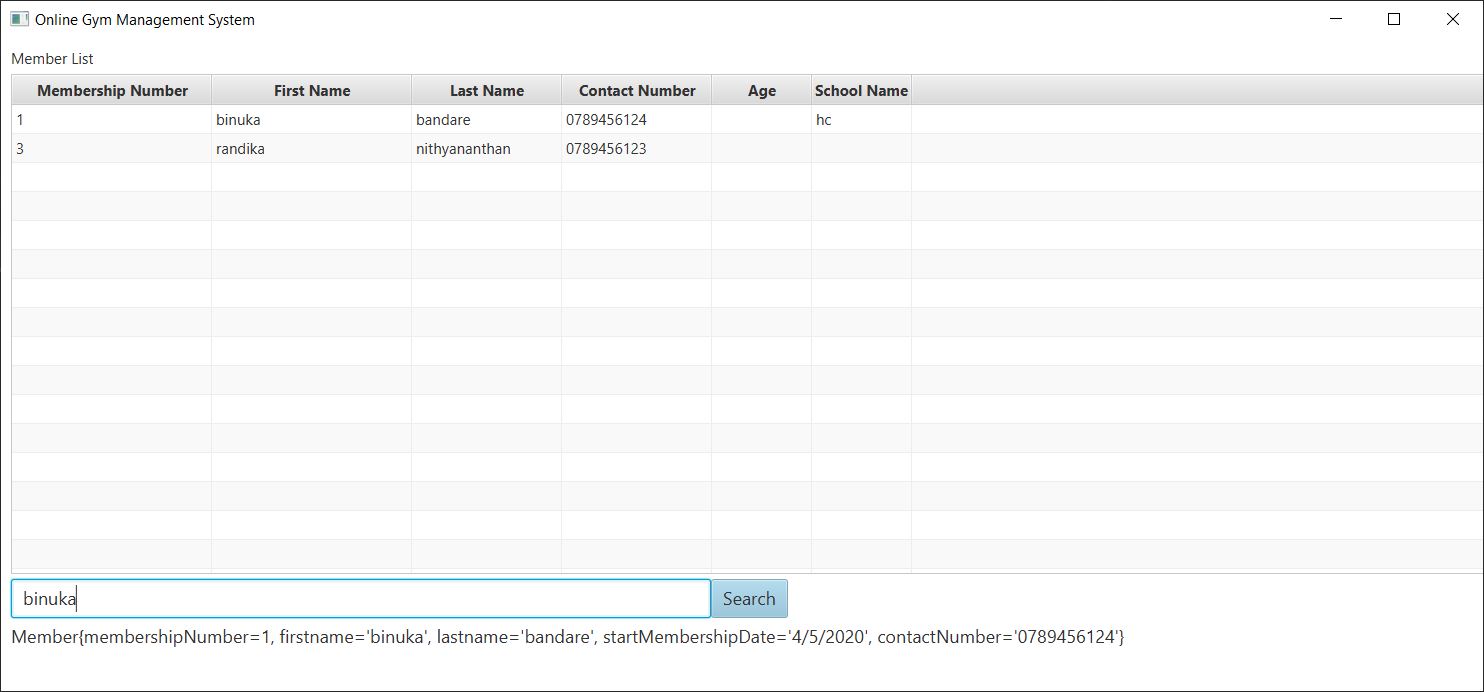 Online Gym Management System
Member List
Membership Number First Name Last Name Contact Number Age School Name
1 binuka bandare 0789456124 hc
3 randika nithyananthan 0789456123
binuka Search
Member{membershipNumber=1, firstname='binuka', lastname='bandare', startMembershipDate='4/5/2020', contactNumber='0789456124'}